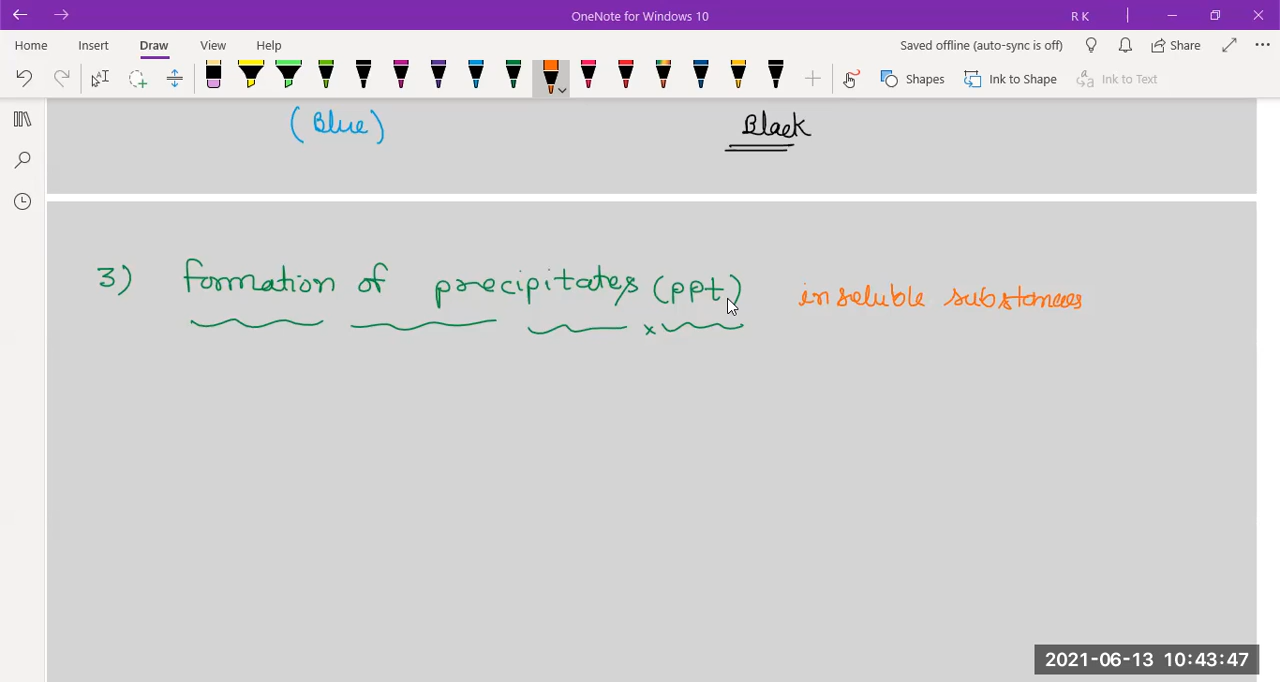 OneNote for Windows 10
R K
Home Insert Draw View Help
Saved offline (auto-sync is off) Share
Shapes Ink to Shape Ink to Text
(Blue) Black
3) formation of precipitates (ppt) insoluble substances
2021-06-13 10:43:47